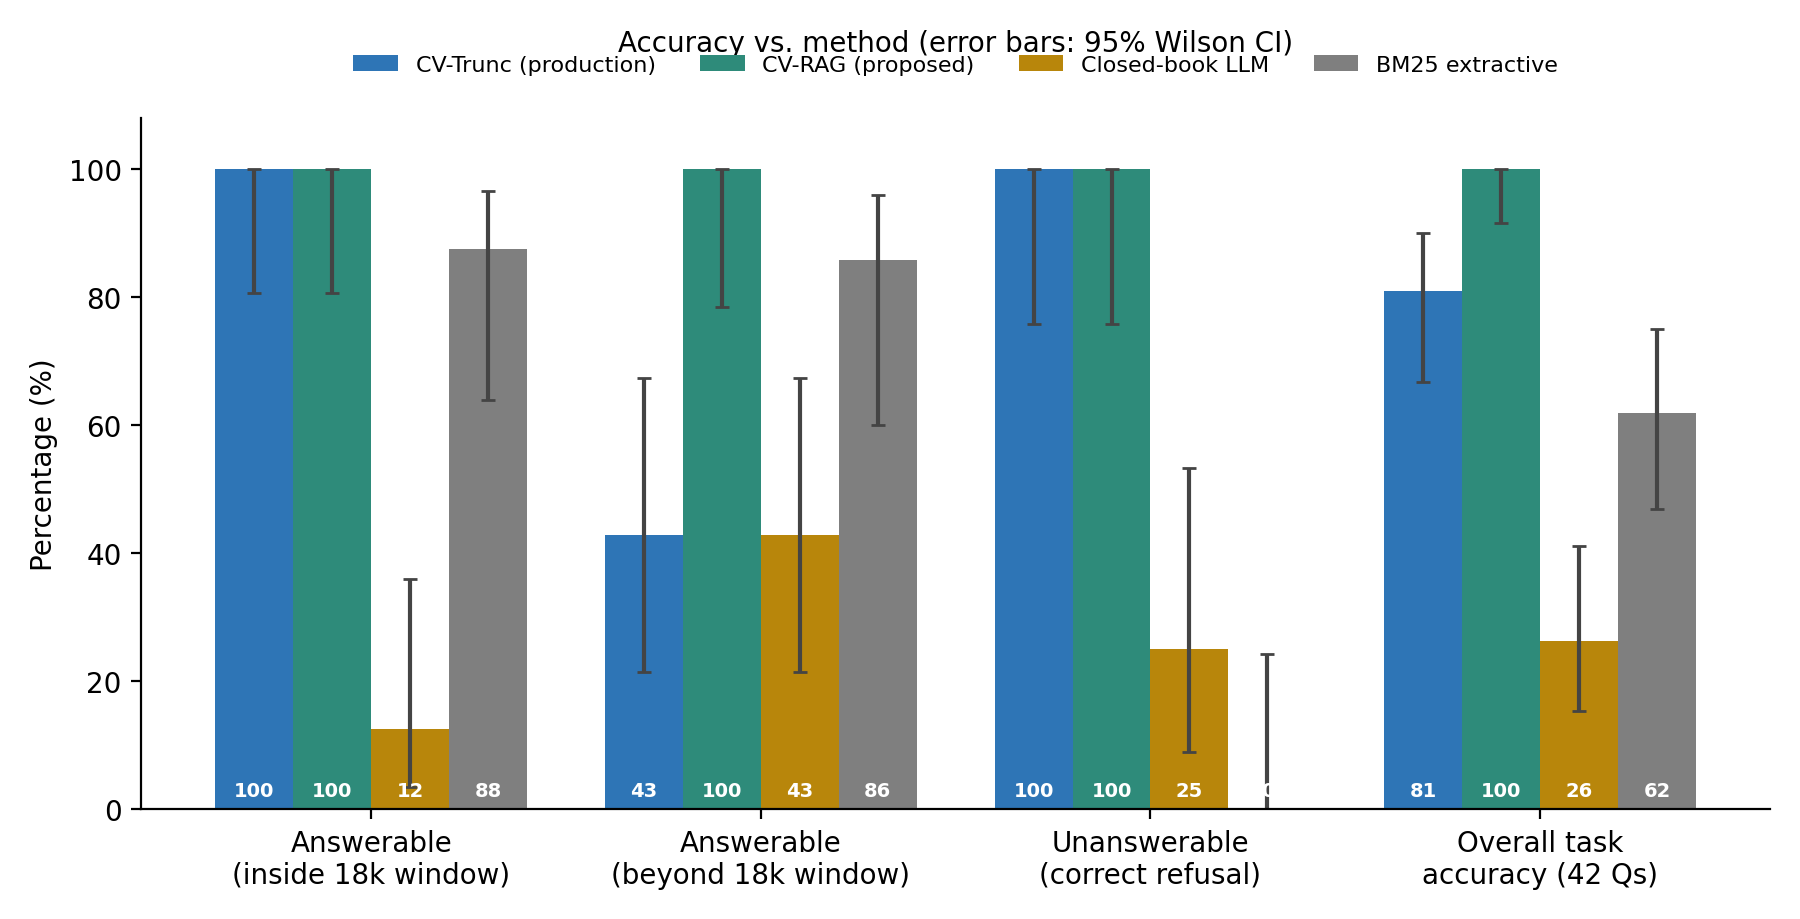 Accuracy vs. method (error bars: 95% Wilson CI)
CV-Trunc (production) CV-RAG (proposed) Closed-book LLM BM25 extractive
Percentage (%)
100
80
60
40
20
0
100 100 12 88 43 100 43 86 100 100 25 0 81 100 26 62
Answerable
(inside 18k window)
Answerable
(beyond 18k window)
Unanswerable
(correct refusal)
Overall task
accuracy (42 Qs)